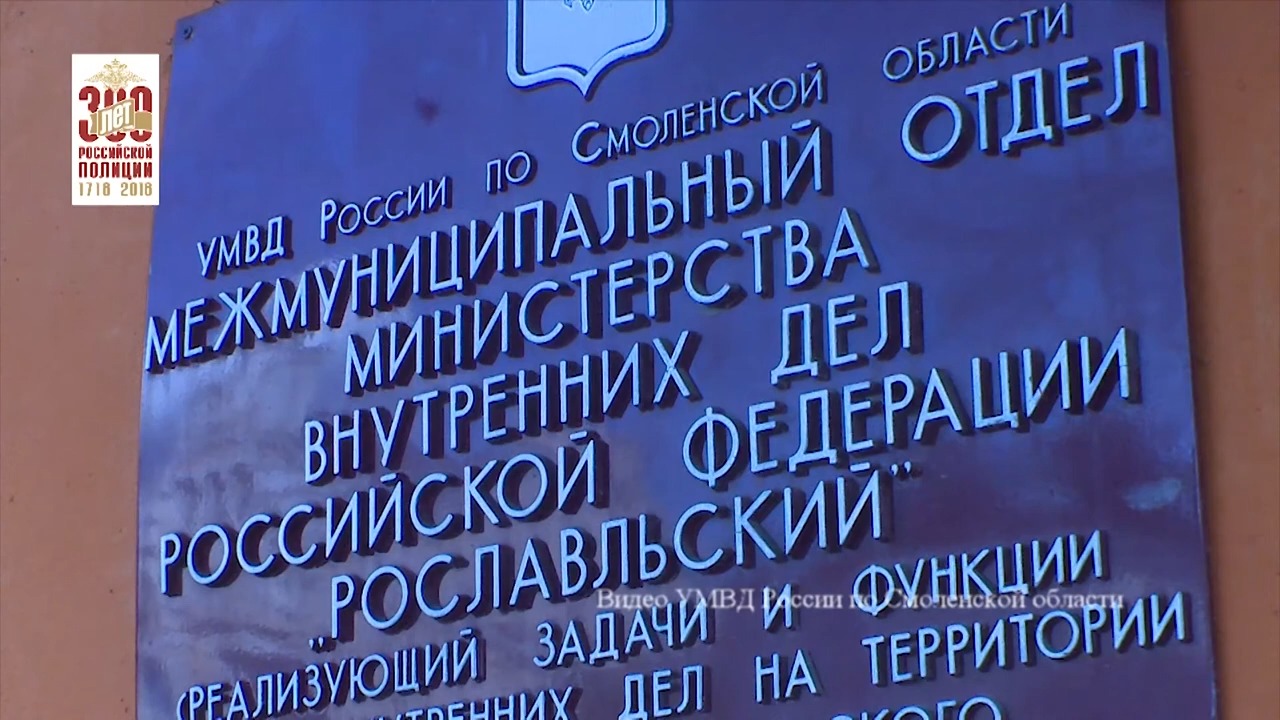 300
ЛЕТ
РОССИЙСКОЙ
ПОЛИЦИИ
1718 2018
УМВД РОССИИ ПО СМОЛЕНСКОЙ ОБЛАСТИ
МЕЖМУНИЦИПАЛЬНЫЙ ОТДЕЛ
МИНИСТЕРСТВА
ВНУТРЕННИХ ДЕЛ
РОССИЙСКОЙ ФЕДЕРАЦИИ
„РОСЛАВЛЬСКИЙ”
(РЕАЛИЗУЮЩИЙ ЗАДАЧИ И ФУНКЦИИ
ДЕЛ НА ТЕРРИТОРИИ
Видео УМВД России по Смоленской области